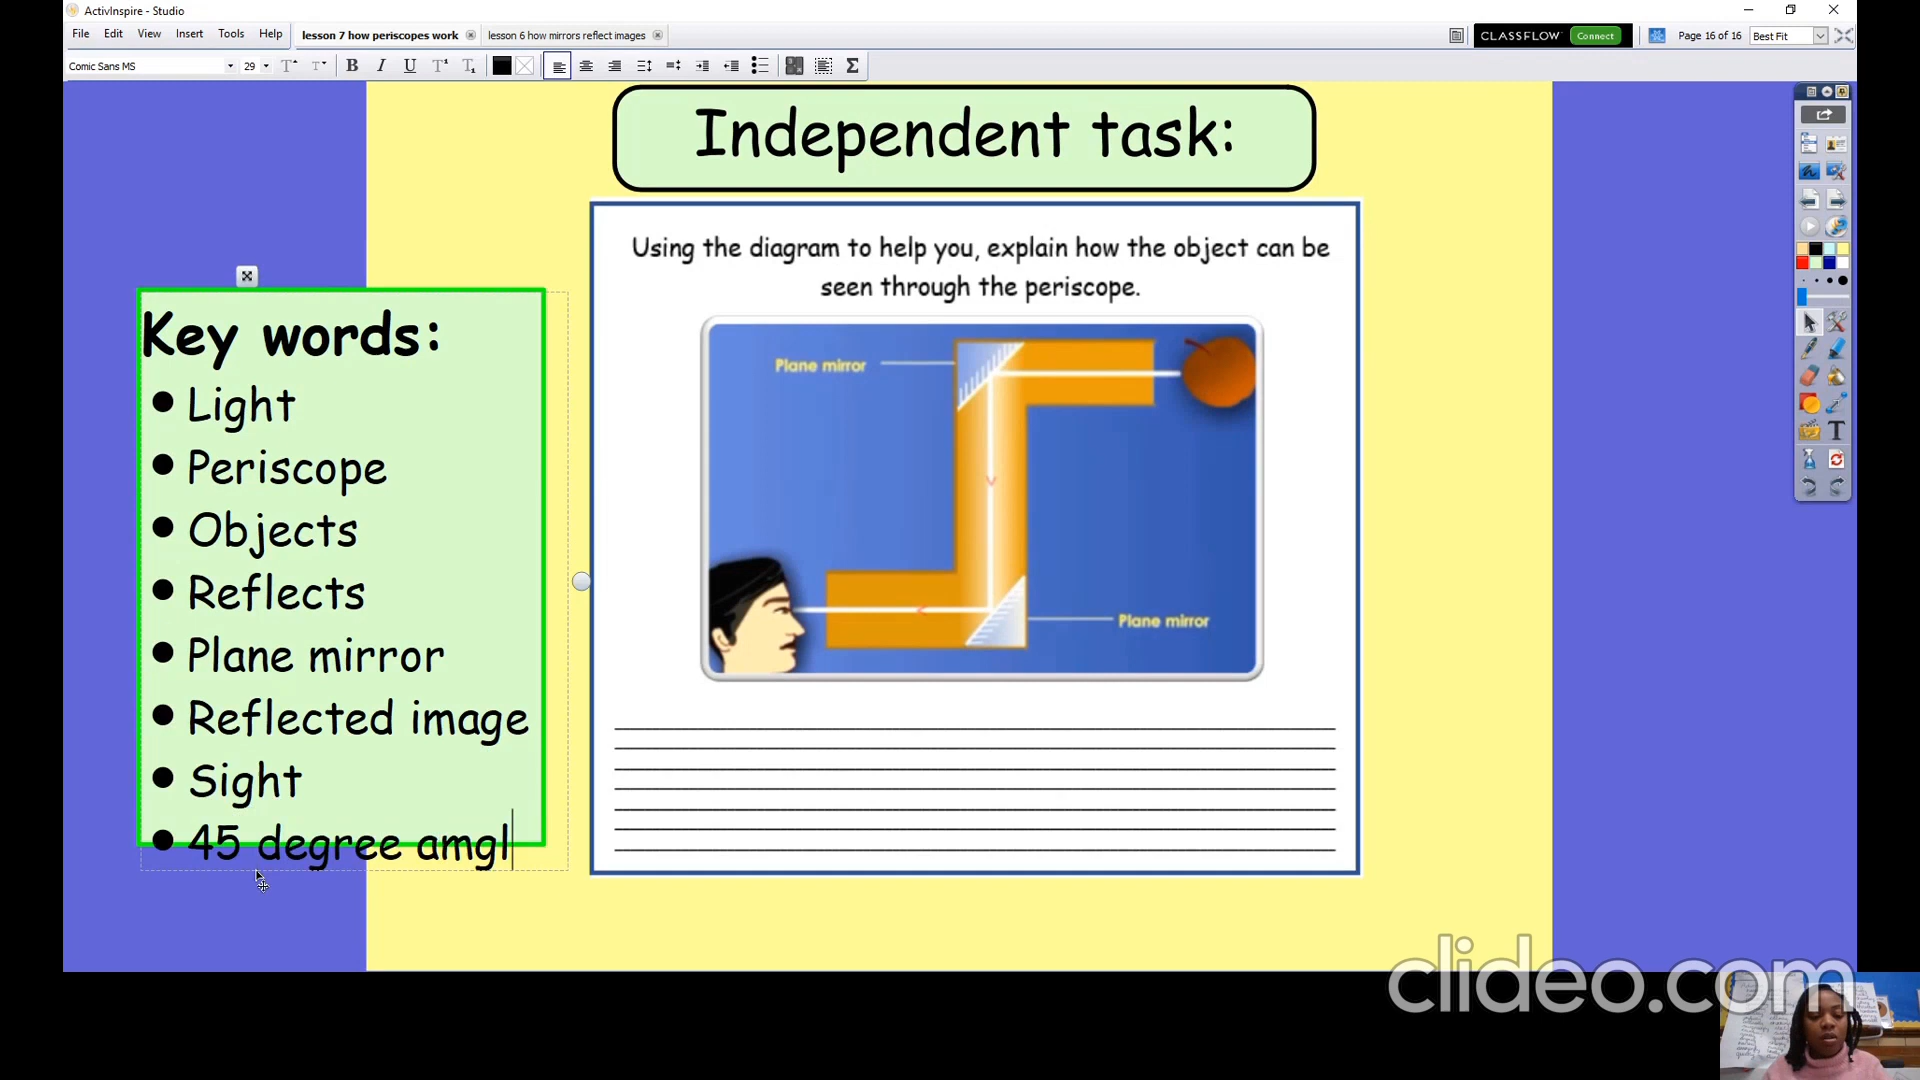 ActivInspire - Studio
File Edit View Insert Tools Help
lesson 7 how periscopes work
lesson 6 how mirrors reflect images
CLASSFLOW Connect
Page 16 of 16
Best Fit
Comic Sans MS
29
Independent task:
Using the diagram to help you, explain how the object can be
seen through the periscope.
Key words:
Light
Periscope
Objects
Reflects
Plane mirror
Reflected image
Sight
45 degree amgl
Plane mirror
Plane mirror
clideo.com